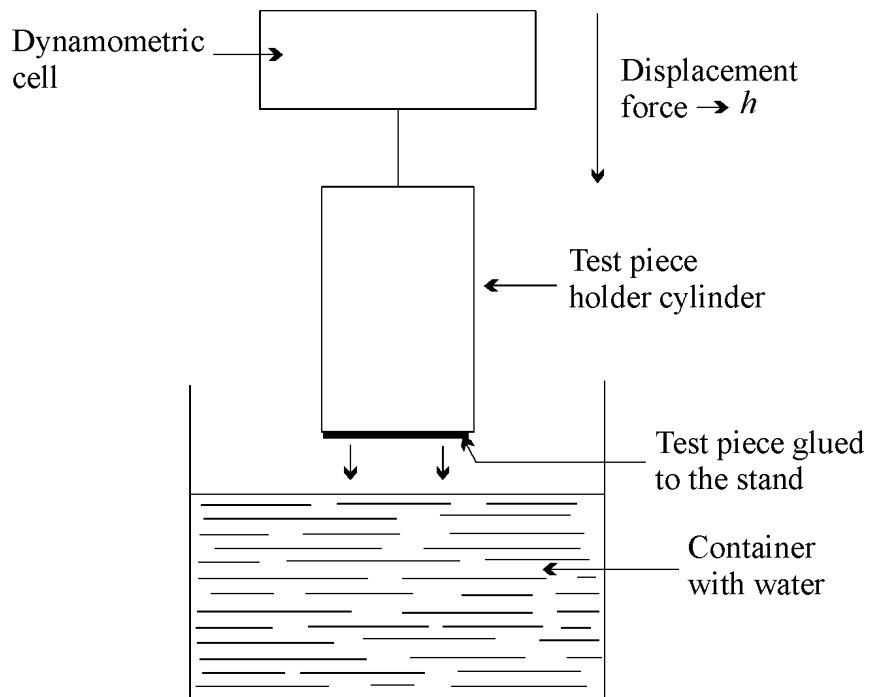 Dynamometric
cell
Displacement
force → h
Test piece
holder cylinder
Test piece glued
to the stand
Container
with water